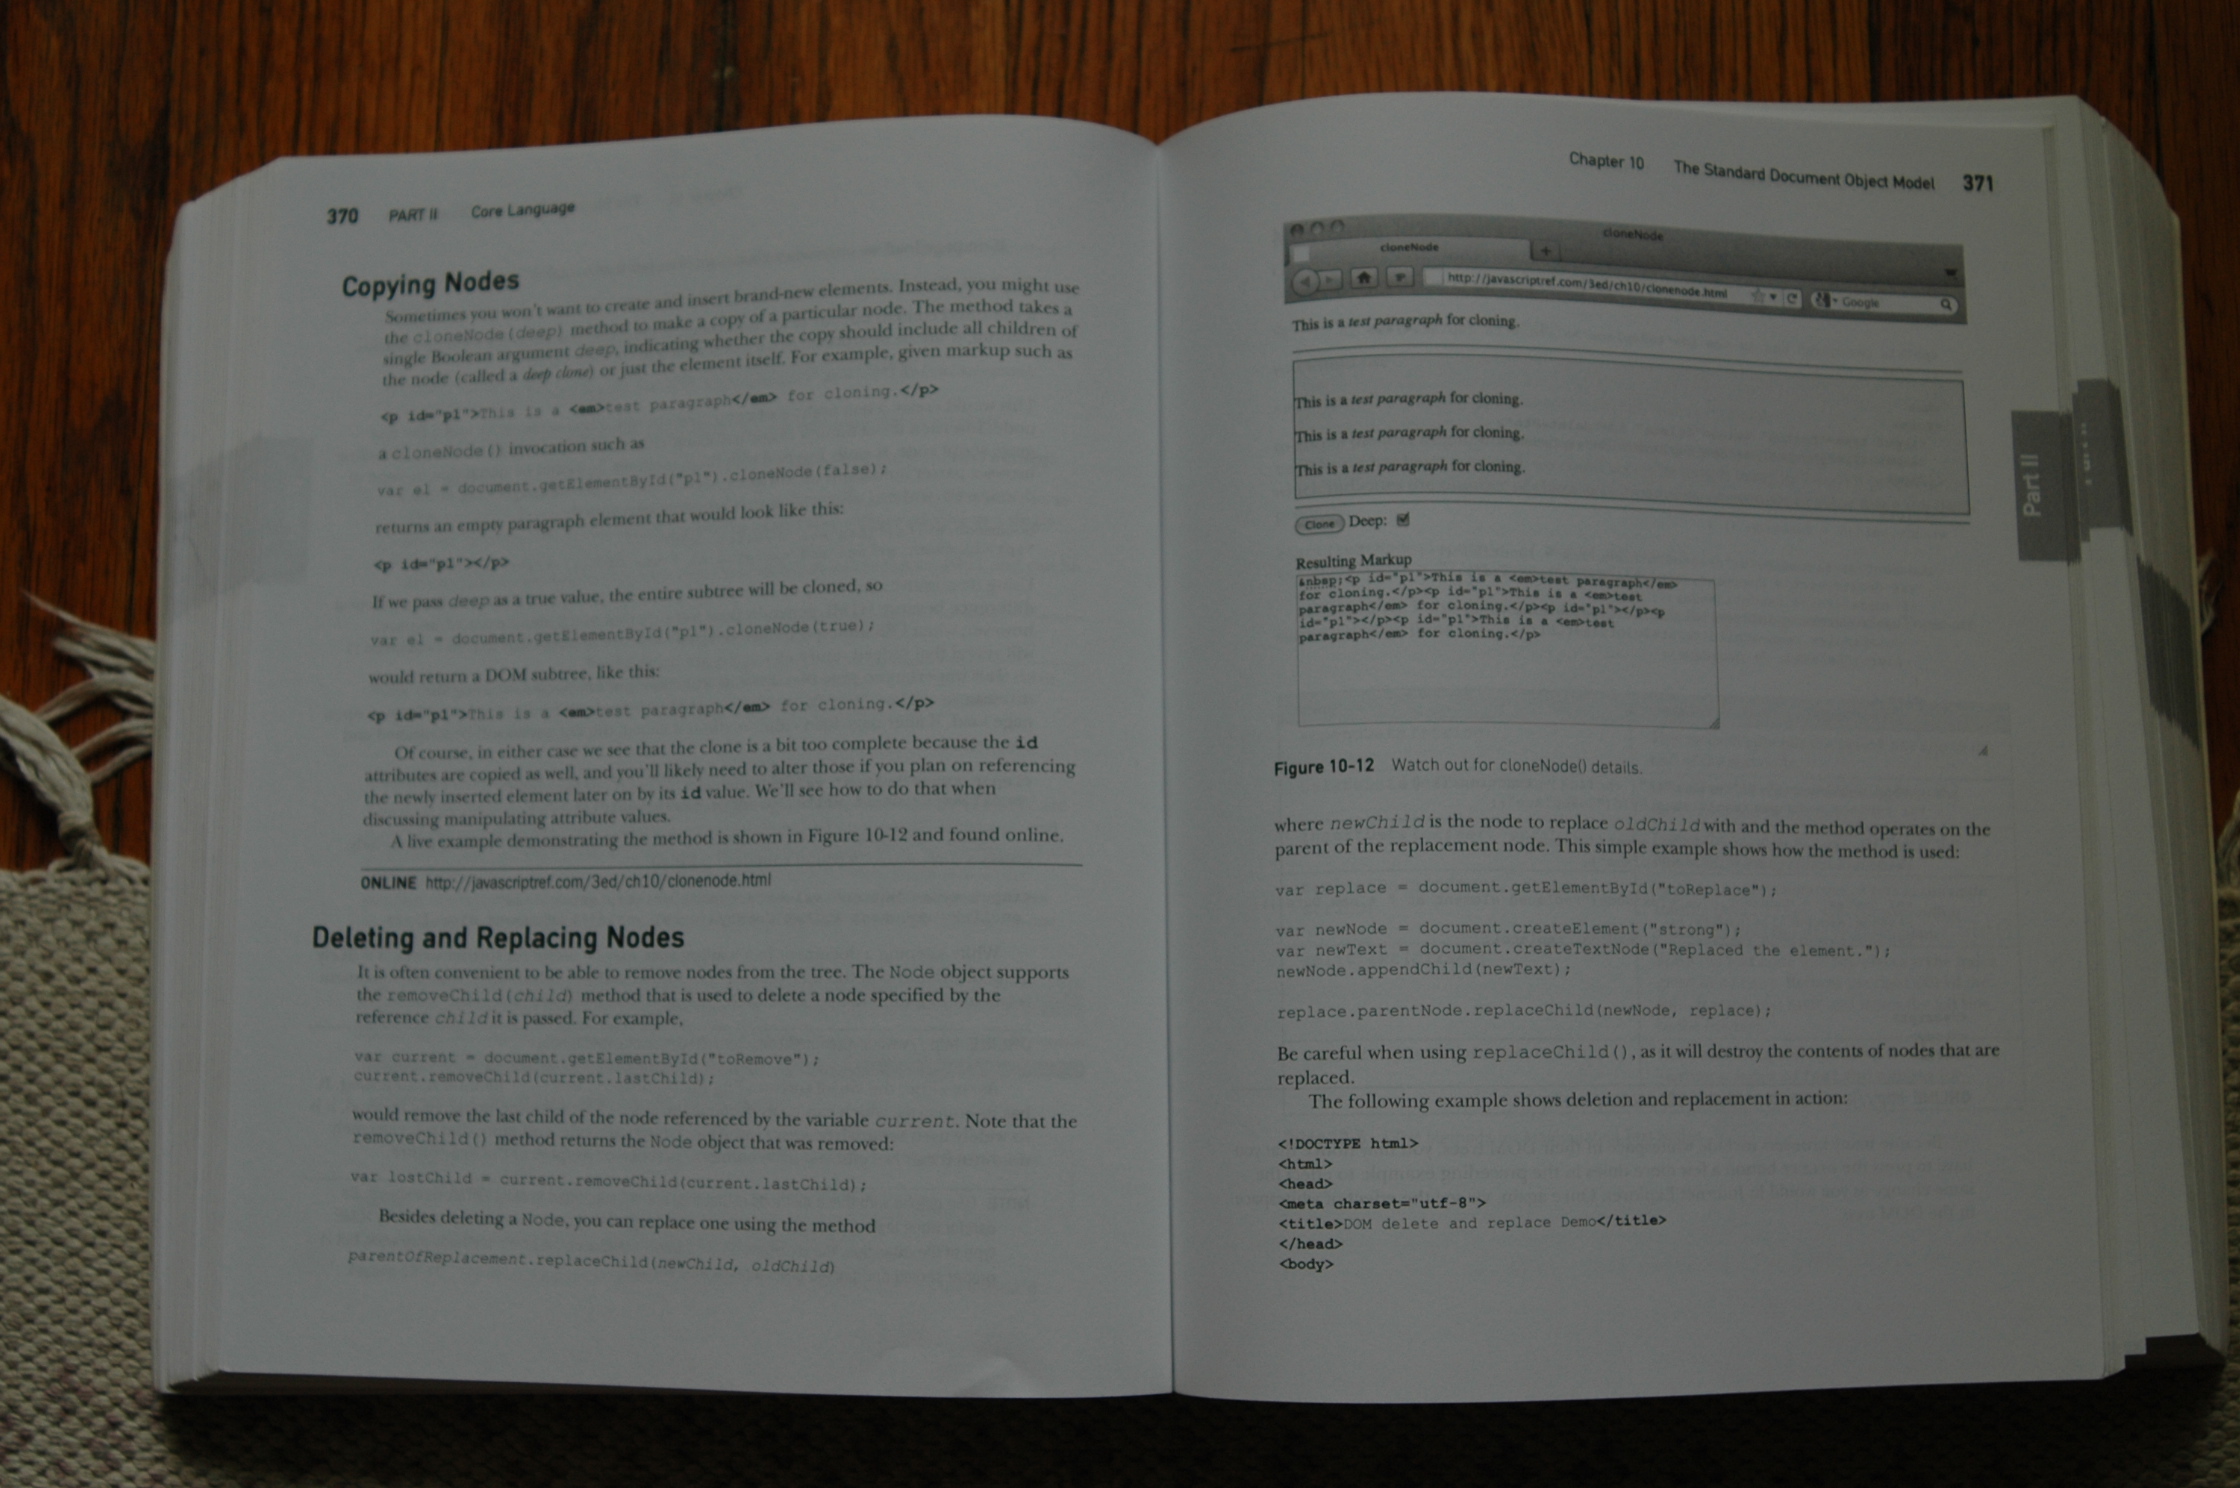 370 PART II Core Language
Copying Nodes
Sometimes you won't want to create and insert brand-new elements. Instead, you might use
the cloneNode(deep) method to make a copy of a particular node. The method takes a
single Boolean argument deep, indicating whether the copy should include all children of
the node (called a deep clone) or just the element itself. For example, given markup such as
<p id="p1">This is a <em>test paragraph</em> for cloning.</p>
a cloneNode() invocation such as
var el = document.getElementById("p1").cloneNode(false);
returns an empty paragraph element that would look like this:
<p id="p1"></p>
If we pass deep as a true value, the entire subtree will be cloned, so
var el = document.getElementById("p1").cloneNode(true);
would return a DOM subtree, like this:
<p id="p1">This is a <em>test paragraph</em> for cloning.</p>
Of course, in either case we see that the clone is a bit too complete because the id
attributes are copied as well, and you'll likely need to alter those if you plan on referencing
the newly inserted element later on by its id value. We'll see how to do that when
discussing manipulating attribute values.
A live example demonstrating the method is shown in Figure 10-12 and found online.
ONLINE http://javascriptref.com/3ed/ch10/clonenode.html
Deleting and Replacing Nodes
It is often convenient to be able to remove nodes from the tree. The Node object supports
the removeChild(child) method that is used to delete a node specified by the
reference child it is passed. For example,
var current = document.getElementById("toRemove");
current.removeChild(current.lastChild);
would remove the last child of the node referenced by the variable current. Note that the
removeChild() method returns the Node object that was removed:
var lostChild = current.removeChild(current.lastChild);
Besides deleting a Node, you can replace one using the method
parentOfReplacement.replaceChild(newChild, oldChild)
Chapter 10 The Standard Document Object Model 371
cloneNode
cloneNode
http://javascriptref.com/3ed/ch10/clonenode.html
Google
This is a test paragraph for cloning.
This is a test paragraph for cloning.
This is a test paragraph for cloning.
This is a test paragraph for cloning.
Clone Deep:
Resulting Markup
&nbsp;<p id="p1">This is a <em>test paragraph</em>
for cloning.</p><p id="p1">This is a <em>test
paragraph</em> for cloning.</p><p id="p1"></p><p
id="p1"></p><p id="p1">This is a <em>test
paragraph</em> for cloning.</p>
Figure 10-12 Watch out for cloneNode() details.
where newChild is the node to replace oldChild with and the method operates on the
parent of the replacement node. This simple example shows how the method is used:
var replace = document.getElementById("toReplace");
var newNode = document.createElement("strong");
var newText = document.createTextNode("Replaced the element.");
newNode.appendChild(newText);
replace.parentNode.replaceChild(newNode, replace);
Be careful when using replaceChild(), as it will destroy the contents of nodes that are
replaced.
The following example shows deletion and replacement in action:
<!DOCTYPE html>
<html>
<head>
<meta charset="utf-8">
<title>DOM delete and replace Demo</title>
</head>
<body>
Part II